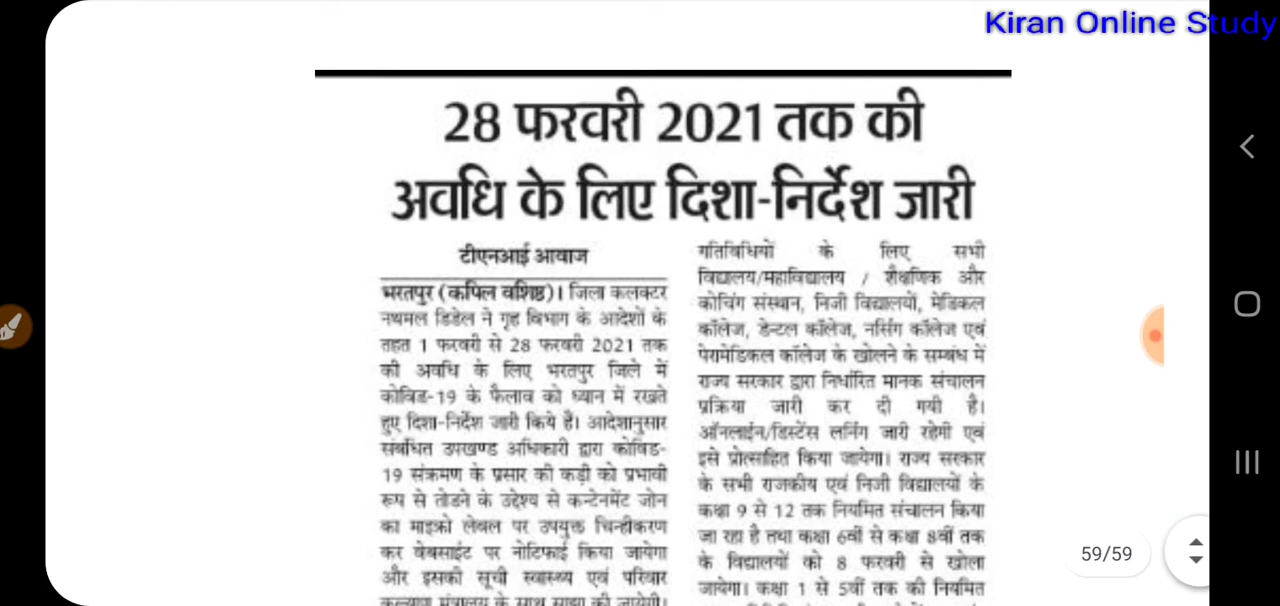 Kiran Online Study
28 फरवरी 2021 तक की
अवधि के लिए दिशा-निर्देश जारी
टीएनआई आवाज
भरतपुर (कपिल वशिष्ठ)। जिला कलक्टर
नथमल डिडेल ने गृह विभाग के आदेशों के
तहत 1 फरवरी से 28 फरवरी 2021 तक
की अवधि के लिए भरतपुर जिले में
कोविड-19 के फैलाव को ध्यान में रखते
हुए दिशा-निर्देश जारी किये हैं। आदेशानुसार
संबधित उपखण्ड अधिकारी द्वारा कोविड-
19 संक्रमण के प्रसार की कड़ी को प्रभावी
रूप से तोडने के उद्देश्य से कन्टेनमेंट जोन
का माइक्रो लेवल पर उपयुक्त चिन्हीकरण
कर वेबसाईट पर नोटिफाई किया जायेगा
और इसकी सूची स्वास्थ्य एवं परिवार
कल्याण मंत्रालय के साथ साझा की जायेगी।
गतिविधियों के लिए सभी
विद्यालय/महाविद्यालय / शैक्षणिक और
कोचिंग संस्थान, निजी विद्यालयों, मेडिकल
कॉलेज, डेन्टल कॉलेज, नर्सिंग कॉलेज एवं
पेरामेडिकल कॉलेज के खोलने के सम्बंध में
राज्य सरकार द्वारा निर्धारित मानक संचालन
प्रक्रिया जारी कर दी गयी है।
ऑनलाईन/डिस्टेंस लर्निंग जारी रहेगी एवं
इसे प्रोत्साहित किया जायेगा। राज्य सरकार
के सभी राजकीय एवं निजी विद्यालयों के
कक्षा 9 से 12 तक नियमित संचालन किया
जा रहा है तथा कक्षा 6वीं से कक्षा 8वीं तक
के विद्यालयों को 8 फरवरी से खोला
जायेगा। कक्षा 1 से 5वीं तक की नियमित
59/59